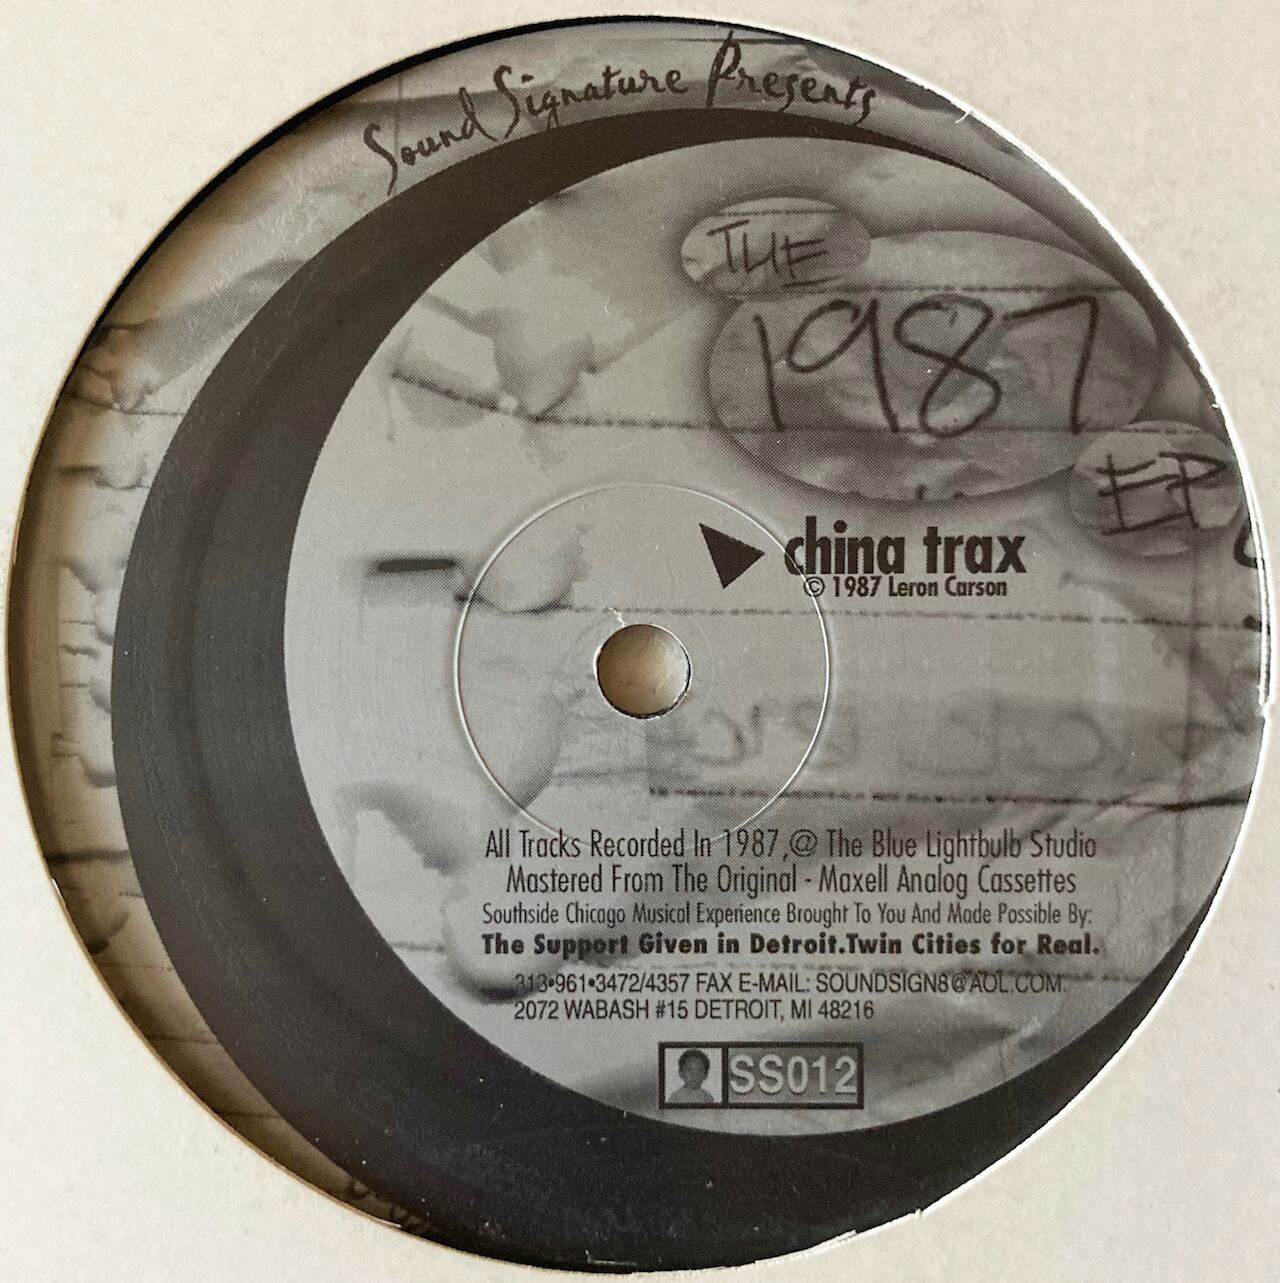 Sound Signature Presents
THE
1987
EP
china trax
© 1987 Leron Carson
All Tracks Recorded In 1987,@ The Blue Lightbulb Studio
Mastered From The Original - Maxell Analog Cassettes
Southside Chicago Musical Experience Brought To You And Made Possible By:
The Support Given in Detroit.Twin Cities for Real.
313•961•3472/4357 FAX E-MAIL: SOUNDSIGN8@AOL.COM.
2072 WABASH #15 DETROIT, MI 48216
SS012